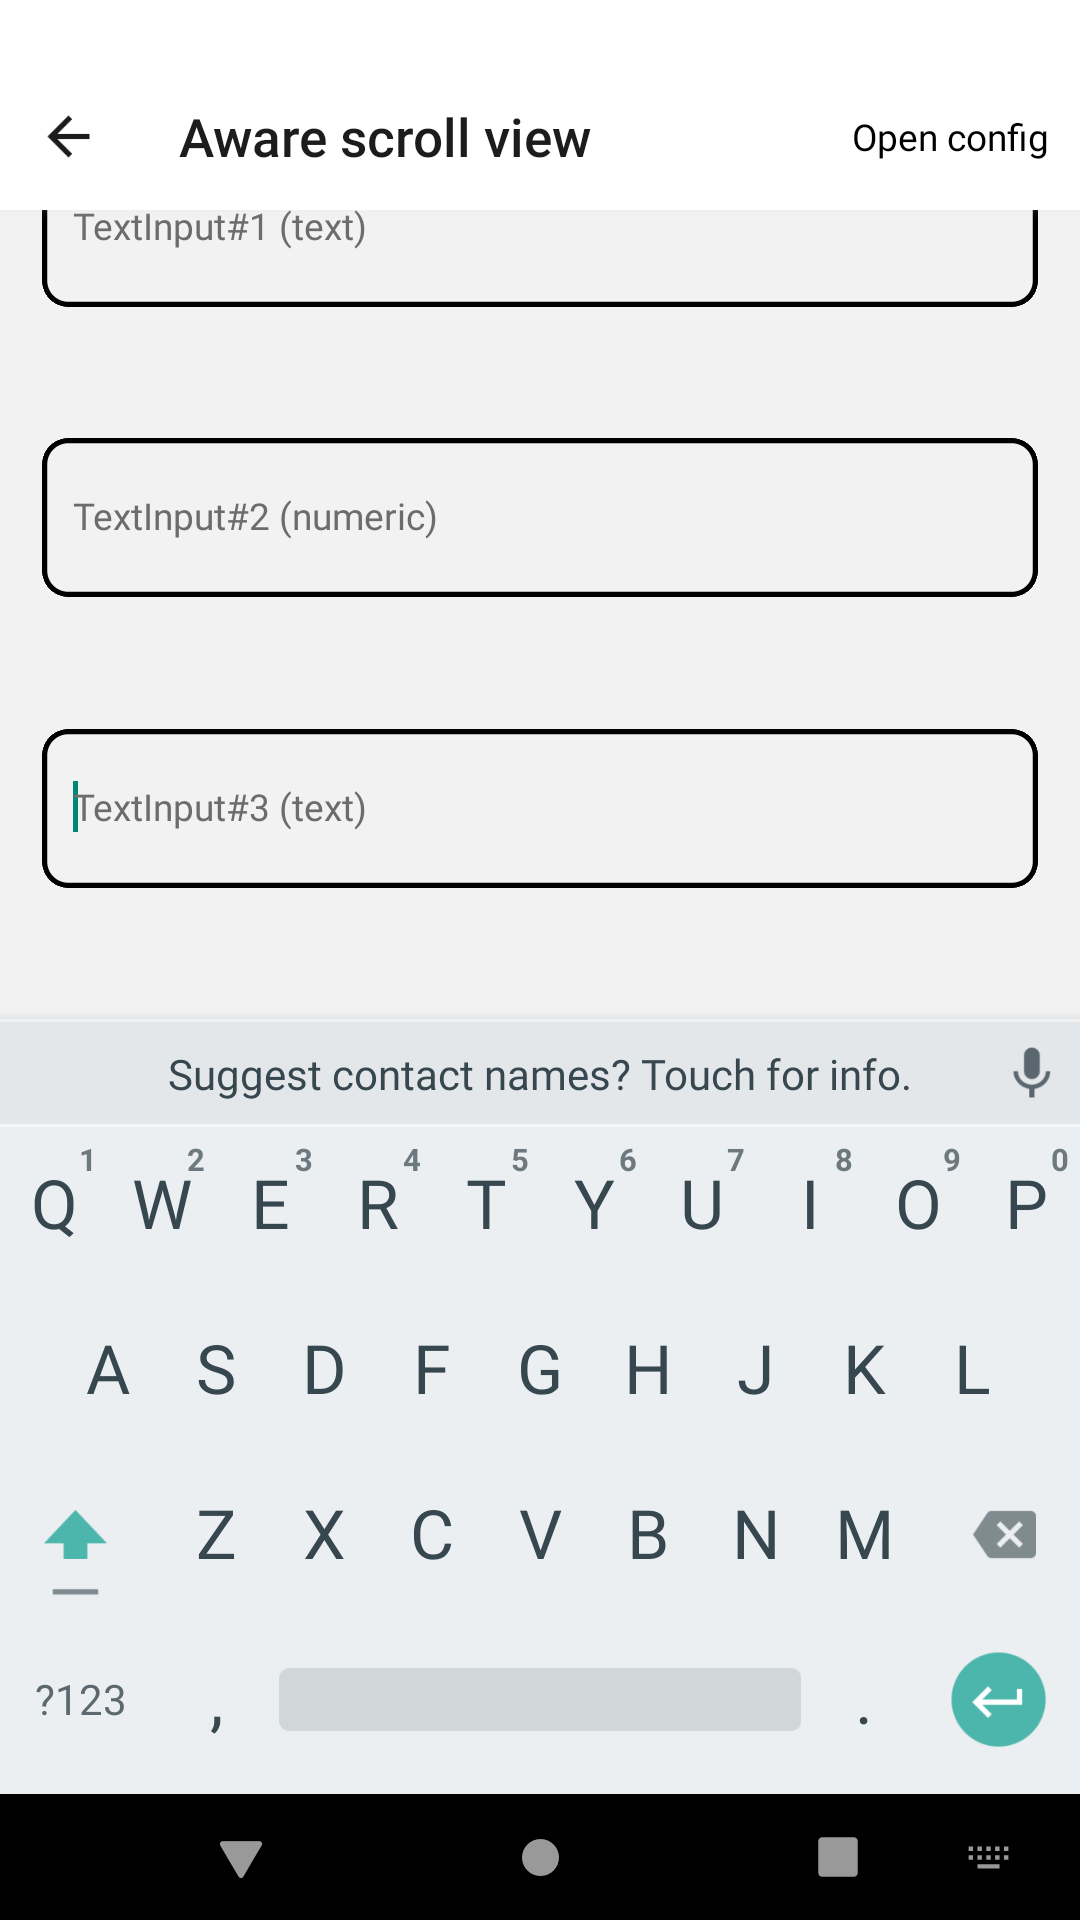 Aware scroll view
Open config
TextInput#1 (text)
TextInput#2 (numeric)
TextInput#3 (text)
Suggest contact names? Touch for info.
1 2 3 4 5 6 7 8 9 0
Q W E R T Y U I O P
A S D F G H J K L
Z X C V B N M
?123 , .